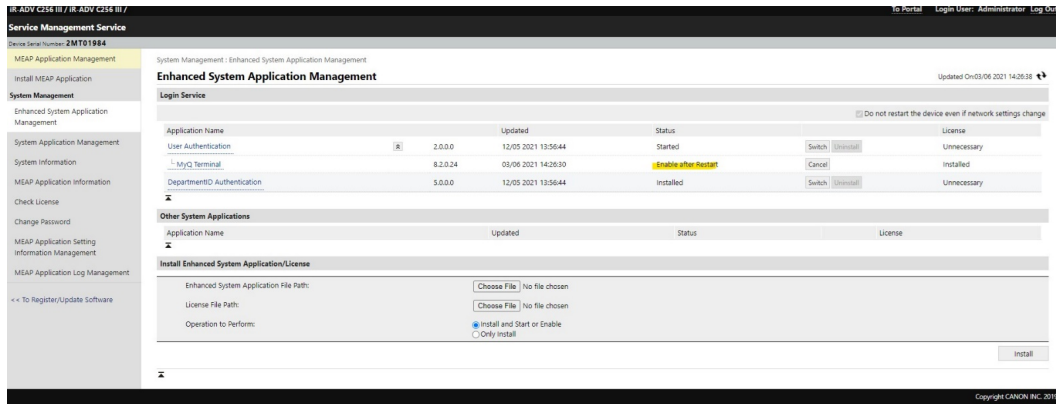 iR-ADV C256 III / iR-ADV C256 III /
To Portal Login User: Administrator Log Out
Service Management Service
Device Serial Number: 2MT01984
MEAP Application Management
Install MEAP Application
System Management
Enhanced System Application Management
System Application Management
System Information
MEAP Application Information
Check License
Change Password
MEAP Application Setting
Information Management
MEAP Application Log Management
<< To Register/Update Software
System Management : Enhanced System Application Management
Enhanced System Application Management
Updated On:03/06 2021 14:26:38
Login Service
Do not restart the device even if network settings change
Application Name Updated Status License
User Authentication 2.0.0.0 12/05 2021 13:56:44 Started Switch Uninstall Unnecessary
MyQ Terminal 8.2.0.24 03/06 2021 14:26:30 Enable after Restart Cancel Installed
DepartmentID Authentication 5.0.0.0 12/05 2021 13:56:44 Installed Switch Uninstall Unnecessary
Other System Applications
Application Name Updated Status License
Install Enhanced System Application/License
Enhanced System Application File Path: Choose File No file chosen
License File Path: Choose File No file chosen
Operation to Perform: Install and Start or Enable
Only Install
Install
Copyright CANON INC. 2019